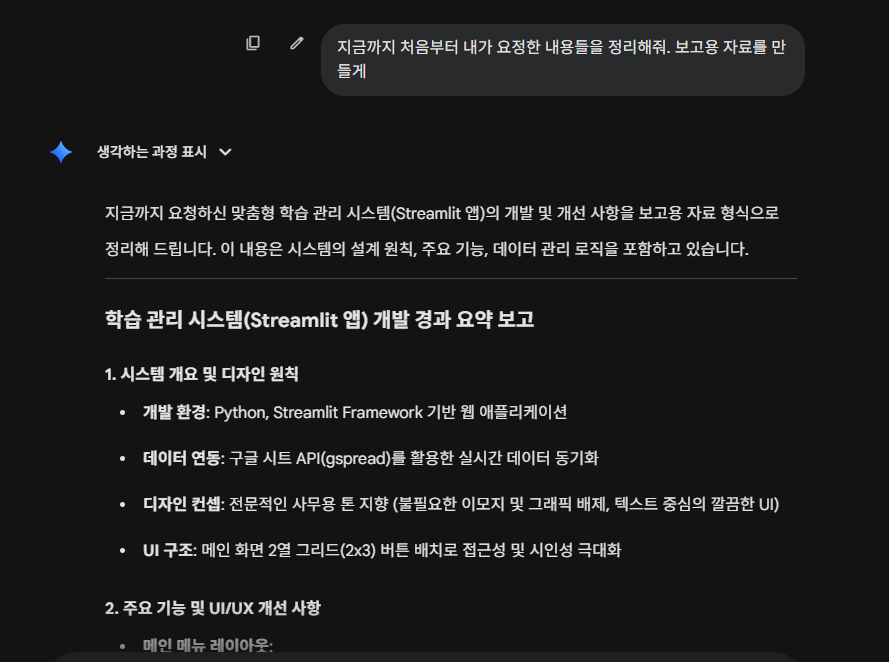 지금까지 처음부터 내가 요정한 내용들을 정리해줘. 보고용 자료를 만
들게
생각하는 과정 표시
지금까지 요청하신 맞춤형 학습 관리 시스템(Streamlit 앱)의 개발 및 개선 사항을 보고용 자료 형식으로
정리해 드립니다. 이 내용은 시스템의 설계 원칙, 주요 기능, 데이터 관리 로직을 포함하고 있습니다.
학습 관리 시스템(Streamlit 앱) 개발 경과 요약 보고
1. 시스템 개요 및 디자인 원칙
• 개발 환경: Python, Streamlit Framework 기반 웹 애플리케이션
• 데이터 연동: 구글 시트 API(gspread)를 활용한 실시간 데이터 동기화
• 디자인 컨셉: 전문적인 사무용 톤 지향 (불필요한 이모지 및 그래픽 배제, 텍스트 중심의 깔끔한 UI)
• UI 구조: 메인 화면 2열 그리드(2x3) 버튼 배치로 접근성 및 시인성 극대화
2. 주요 기능 및 UI/UX 개선 사항
• 메인 메뉴 레이아웃: